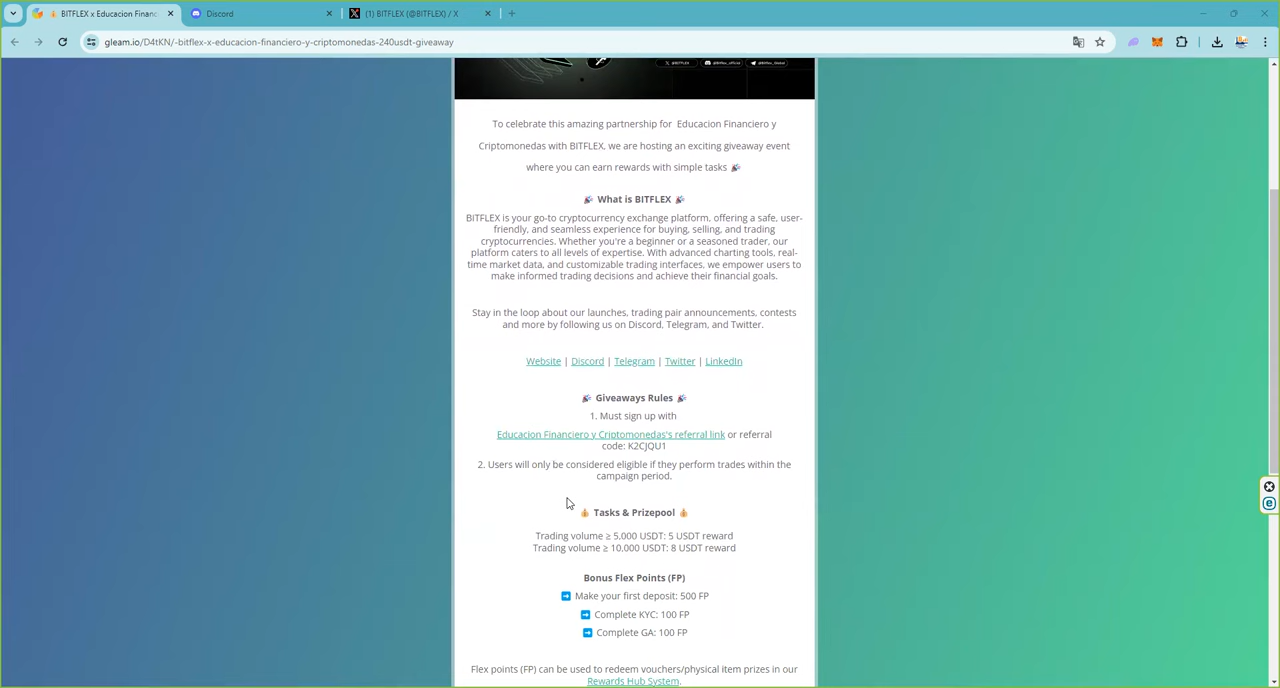 BITFLEX x Educacion Financ
Discord
(1) BITFLEX (@BITFLEX) / X
gleam.io/D4tKN/-bitflex-x-educacion-financiero-y-criptomonedas-240usdt-giveaway
@BITFLEX
@Bitflex_official
@Bitflex_Global
To celebrate this amazing partnership for Educacion Financiero y
Criptomonedas with BITFLEX, we are hosting an exciting giveaway event
where you can earn rewards with simple tasks
What is BITFLEX
BITFLEX is your go-to cryptocurrency exchange platform, offering a safe, user-
friendly, and seamless experience for buying, selling, and trading
cryptocurrencies. Whether you're a beginner or a seasoned trader, our
platform caters to all levels of expertise. With advanced charting tools, real-
time market data, and customizable trading interfaces, we empower users to
make informed trading decisions and achieve their financial goals.
Stay in the loop about our launches, trading pair announcements, contests
and more by following us on Discord, Telegram, and Twitter.
Website | Discord | Telegram | Twitter | LinkedIn
Giveaways Rules
1. Must sign up with
Educacion Financiero y Criptomonedas's referral link or referral
code: K2CJQU1
2. Users will only be considered eligible if they perform trades within the
campaign period.
Tasks & Prizepool
Trading volume ≥ 5,000 USDT: 5 USDT reward
Trading volume ≥ 10,000 USDT: 8 USDT reward
Bonus Flex Points (FP)
Make your first deposit: 500 FP
Complete KYC: 100 FP
Complete GA: 100 FP
Flex points (FP) can be used to redeem vouchers/physical item prizes in our
Rewards Hub System.